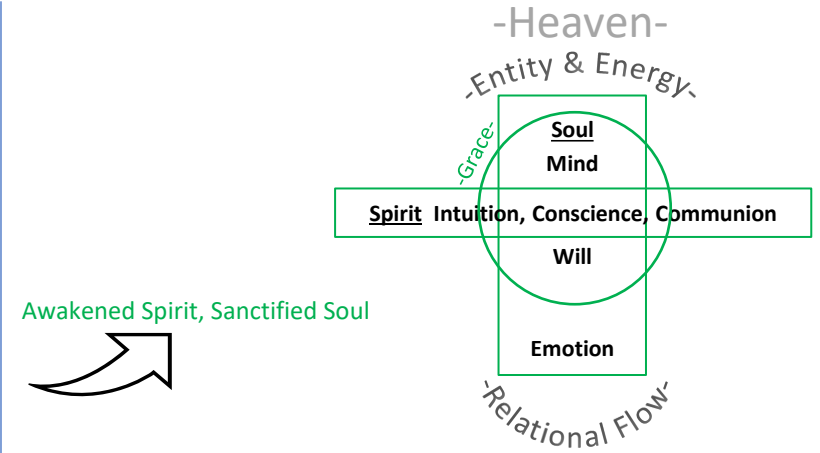 -Heaven-
-Entity & Energy-
-Grace-
Soul
Mind
Spirit Intuition, Conscience, Communion
Will
Awakened Spirit, Sanctified Soul
Emotion
-Relational Flow-